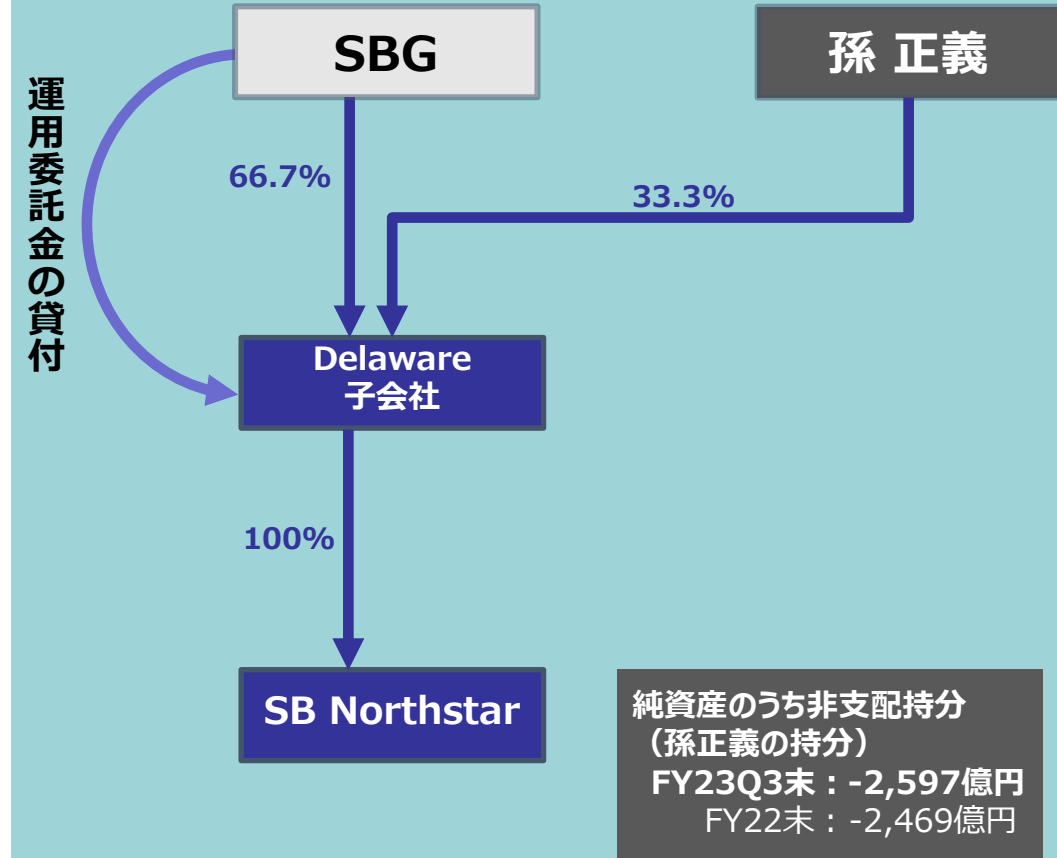 SBG
孫 正義
運用委託金の貸付
66.7%
33.3%
Delaware
子会社
100%
SB Northstar
純資産のうち非支配持分
（孫正義の持分）
FY23Q3末：-2,597億円
FY22末：-2,469億円